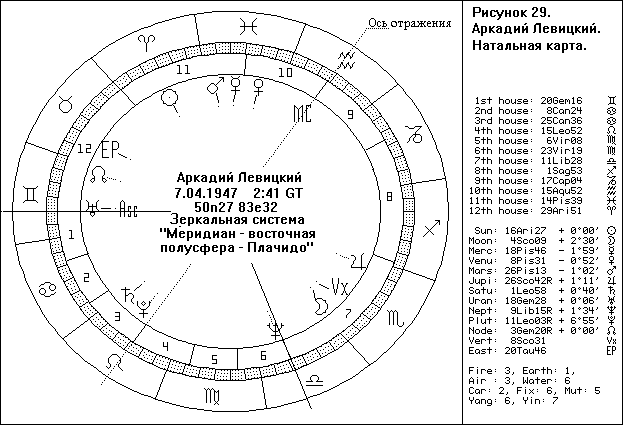 Ось отражения
11
10
9
12
8
1
2
3
4
5
6
7
EP
Asc
MC
Vx
Аркадий Левицкий
7.04.1947 2:41 GT
50n27 83e32
Зеркальная система
"Меридиан - восточная
полусфера - Плачидо"
Рисунок 29.
Аркадий Левицкий.
Натальная карта.
1st house: 20Gem16 ♊
2nd house: 8Can24 ♋
3rd house: 25Can36 ♋
4th house: 15Leo52 ♌
5th house: 6Vir08 ♍
6th house: 23Vir19 ♍
7th house: 11Lib28 ♎
8th house: 1Sag53 ♐
9th house: 17Cap04 ♑
10th house: 15Aqu52 ♒
11th house: 14Pis39 ♓
12th house: 29Ari51 ♈
Sun: 16Ari27 + 0°00' ☉
Moon: 4Sco09 + 2°30' ☽
Merc: 18Pis46 - 1°59' ☿
Venu: 8Pis31 - 0°52' ♀
Mars: 26Pis13 - 1°02' ♂
Jupi: 26Sco42R + 1°11' ♃
Satu: 1Leo58 + 0°40' ♄
Uran: 18Gem28 + 0°06' ♅
Nept: 9Lib15R + 1°34' ♆
Plut: 11Leo03R + 6°55' ♇
Node: 3Gem20R + 0°00' ☊
Vert: 8Sco31 Vx
East: 20Tau46 EP
Fire: 3, Earth: 1,
Air : 3, Water: 6
Car: 2, Fix: 6, Mut: 5
Yang: 6, Yin: 7